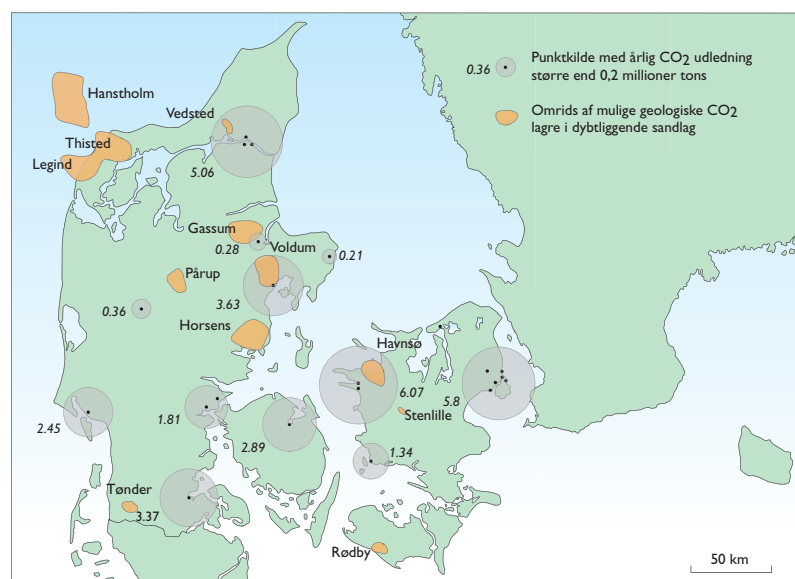 0.36
Punktkilde med årlig CO2 udledning
større end 0,2 millioner tons
Omrids af mulige geologiske CO2
lagre i dybtliggende sandlag
Hanstholm
Vedsted
Thisted
Legind
5.06
Gassum
0.28
Voldum
0.21
Pårup
3.63
0.36
Horsens
Havnsø
6.07
5.8
Stenlille
2.45
1.81
2.89
1.34
Tønder
3.37
Rødby
50 km